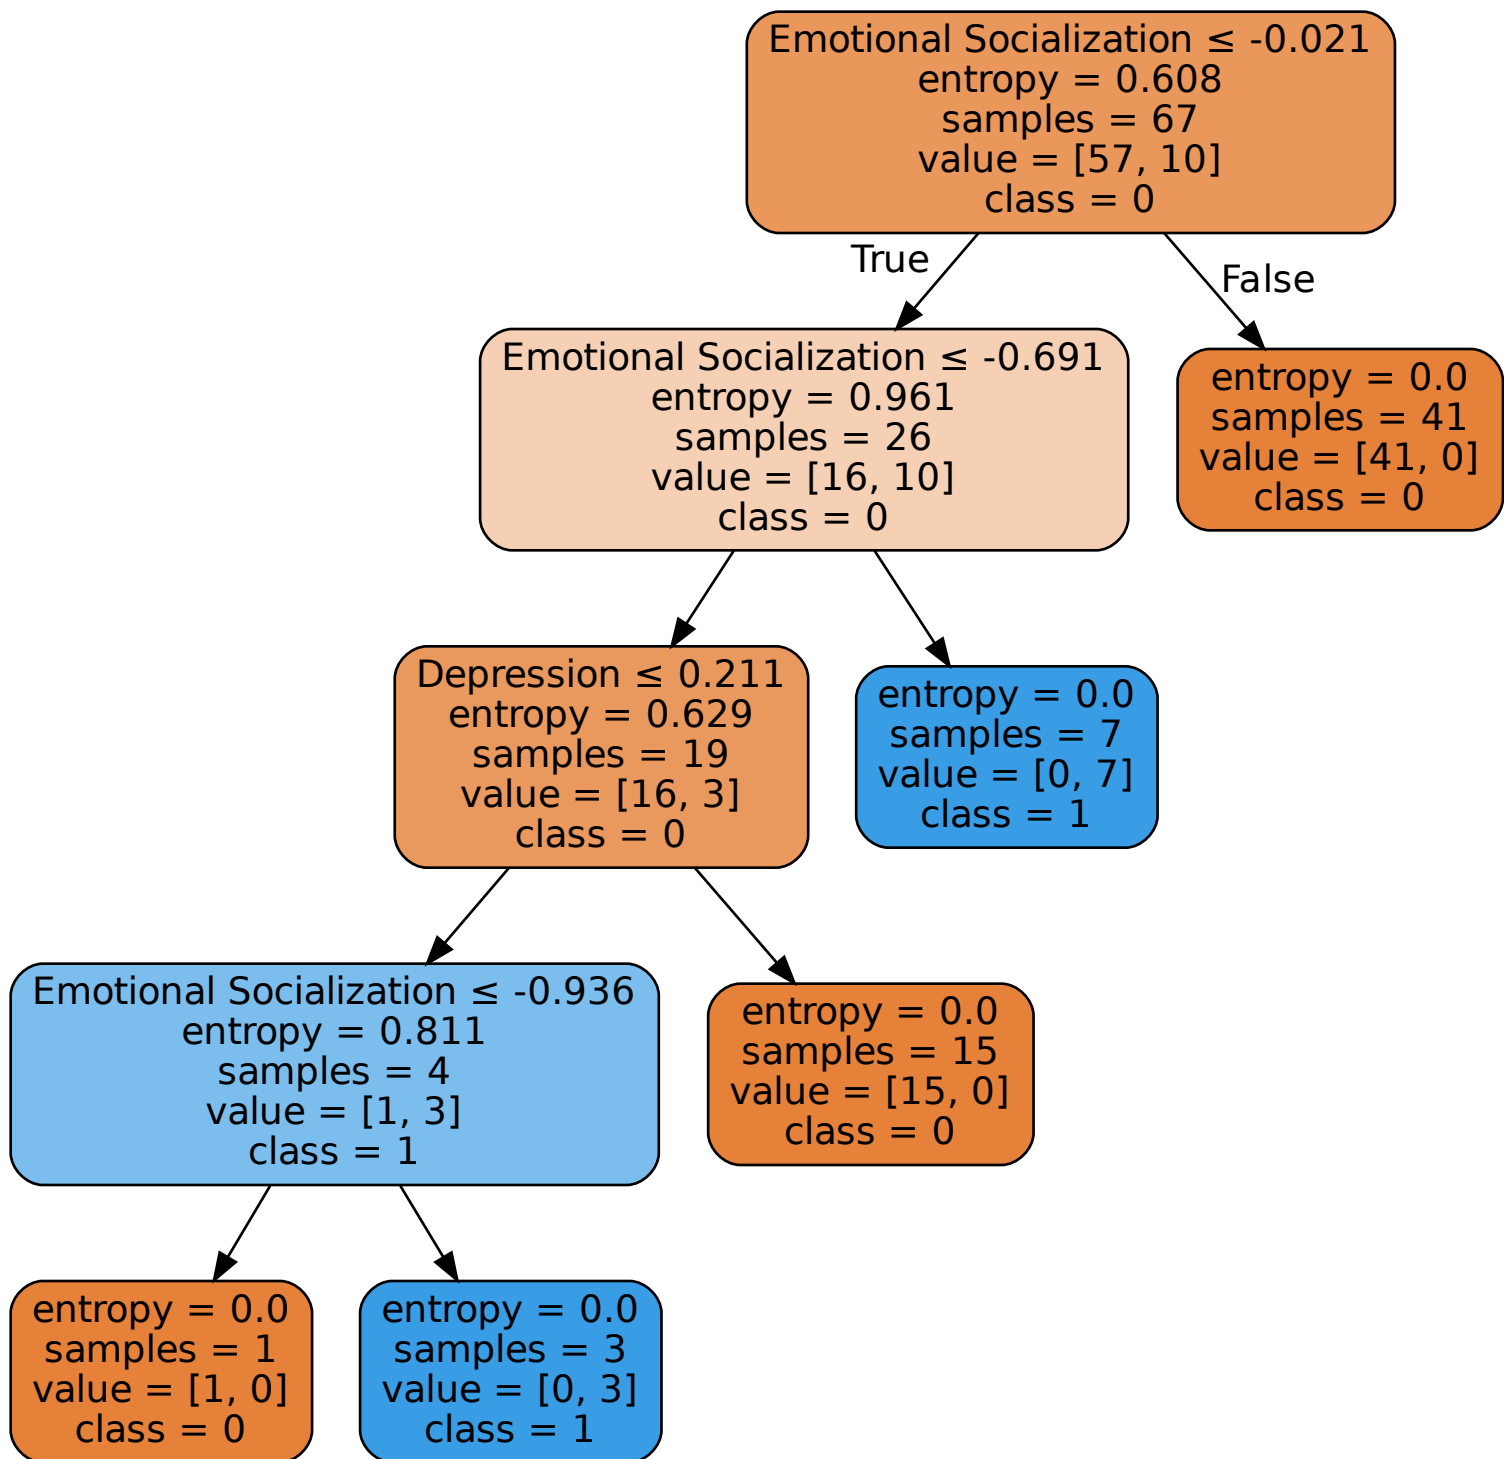 Emotional Socialization ≤ -0.021
entropy = 0.608
samples = 67
value = [57, 10]
class = 0
True
False
Emotional Socialization ≤ -0.691
entropy = 0.961
samples = 26
value = [16, 10]
class = 0
entropy = 0.0
samples = 41
value = [41, 0]
class = 0
Depression ≤ 0.211
entropy = 0.629
samples = 19
value = [16, 3]
class = 0
entropy = 0.0
samples = 7
value = [0, 7]
class = 1
Emotional Socialization ≤ -0.936
entropy = 0.811
samples = 4
value = [1, 3]
class = 1
entropy = 0.0
samples = 15
value = [15, 0]
class = 0
entropy = 0.0
samples = 1
value = [1, 0]
class = 0
entropy = 0.0
samples = 3
value = [0, 3]
class = 1